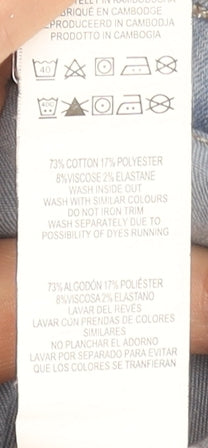 FABRIQUÉ EN CAMBODGE
GEPRODUCEERD IN CAMBODJA
PRODOTTO IN CAMBOGIA
40
73% COTTON 17% POLYESTER
8%VISCOSE 2% ELASTANE
WASH INSIDE OUT
WASH WITH SIMILAR COLOURS
DO NOT IRON TRIM
WASH SEPARATELY DUE TO
POSSIBILITY OF DYES RUNNING
73% ALGODÓN 17% POLIÉSTER
8%VISCOSA 2% ELASTANO
LAVAR DEL REVÉS
LAVAR CON PRENDAS DE COLORES
SIMILARES
NO PLANCHAR EL ADORNO
LAVAR POR SEPARADO PARA EVITAR
QUE LOS COLORES SE TRANFIERAN